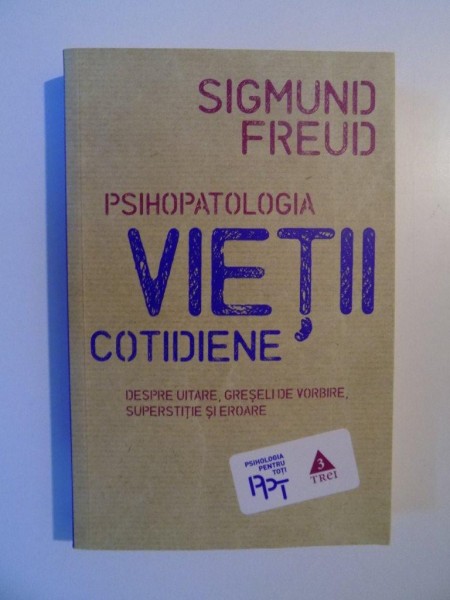 SIGMUND
FREUD
PSIHOPATOLOGIA
VIEȚII
COTIDIENE
DESPRE UITARE, GREȘELI DE VORBIRE,
SUPERSTIȚIE ȘI EROARE
PSIHOLOGIA
PENTRU
TOȚI
PPT
3
TREI